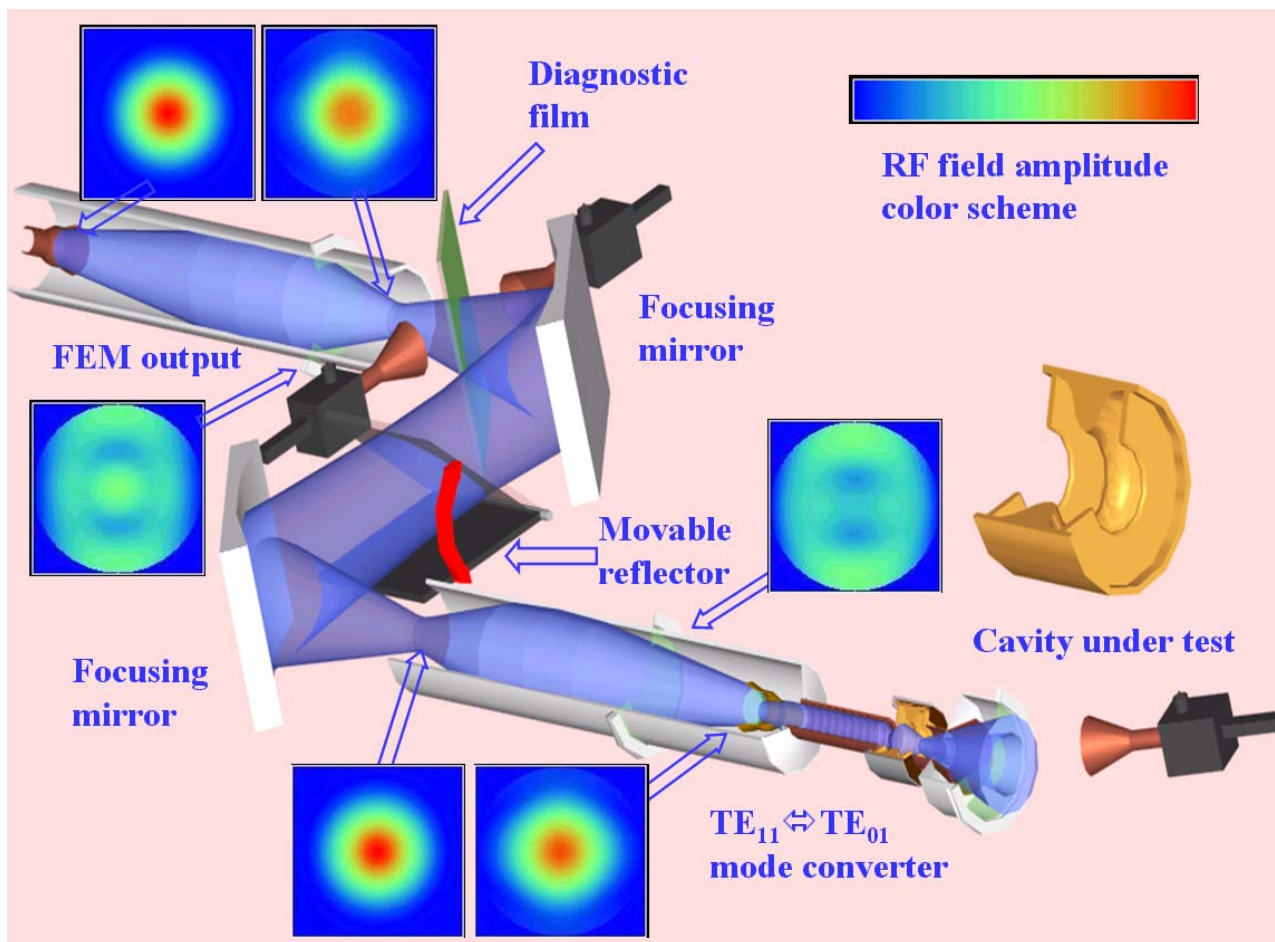 Diagnostic
film
RF field amplitude
color scheme
FEM output
Focusing
mirror
Movable
reflector
Cavity under test
Focusing
mirror
TE₁₁ ⇔ TE₀₁
mode converter